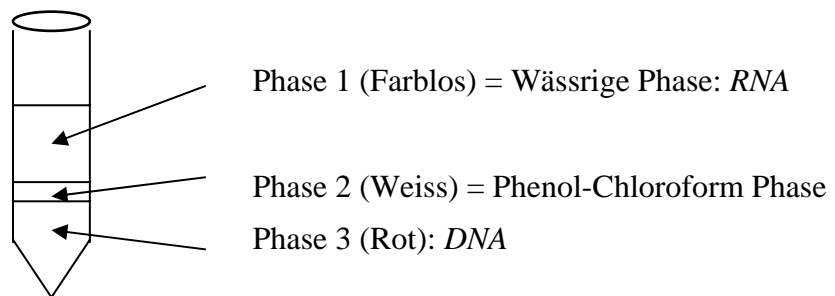 Phase 1 (Farblos) = Wässrige Phase: RNA
Phase 2 (Weiss) = Phenol-Chloroform Phase
Phase 3 (Rot): DNA